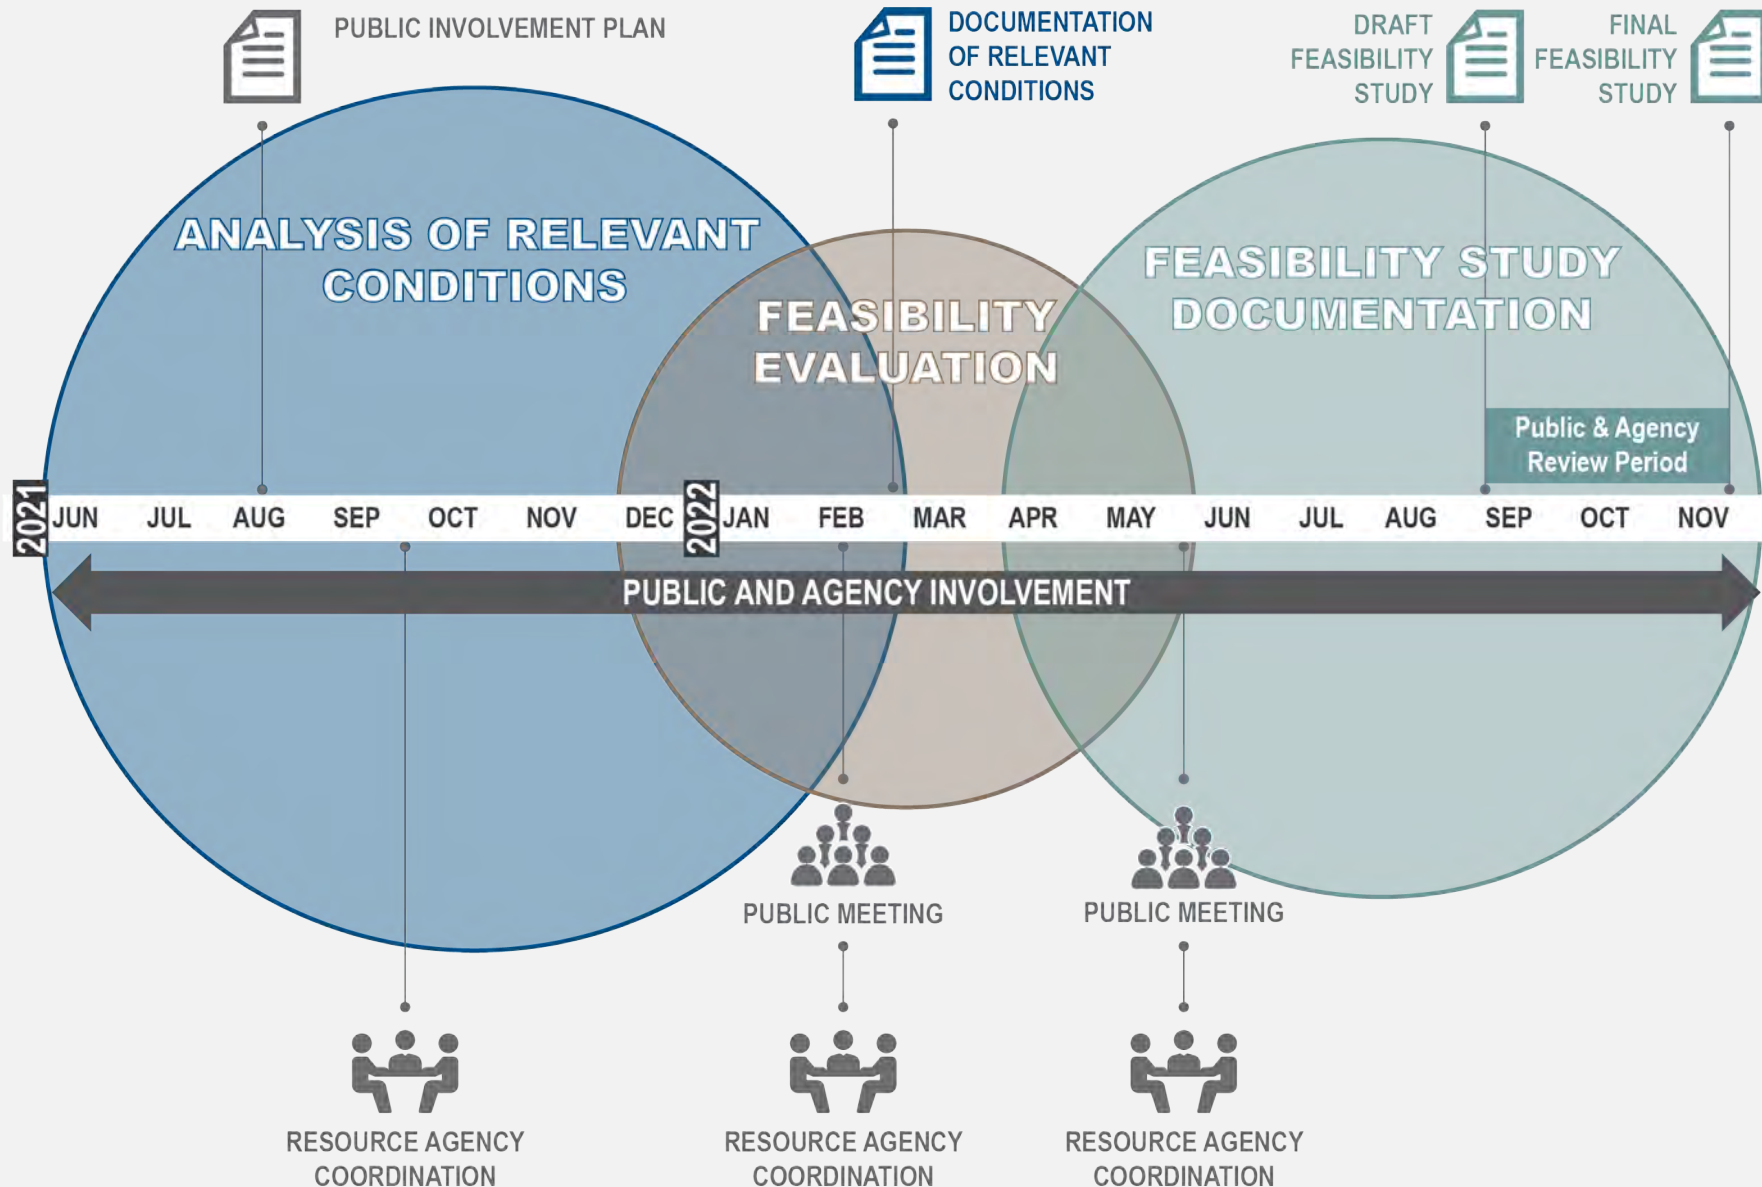 PUBLIC INVOLVEMENT PLAN
DOCUMENTATION
OF RELEVANT
CONDITIONS
DRAFT
FEASIBILITY
STUDY
FINAL
FEASIBILITY
STUDY
ANALYSIS OF RELEVANT
CONDITIONS
FEASIBILITY
EVALUATION
FEASIBILITY STUDY
DOCUMENTATION
Public & Agency
Review Period
2021 JUN JUL AUG SEP OCT NOV DEC 2022 JAN FEB MAR APR MAY JUN JUL AUG SEP OCT NOV
PUBLIC AND AGENCY INVOLVEMENT
PUBLIC MEETING
PUBLIC MEETING
RESOURCE AGENCY
COORDINATION
RESOURCE AGENCY
COORDINATION
RESOURCE AGENCY
COORDINATION